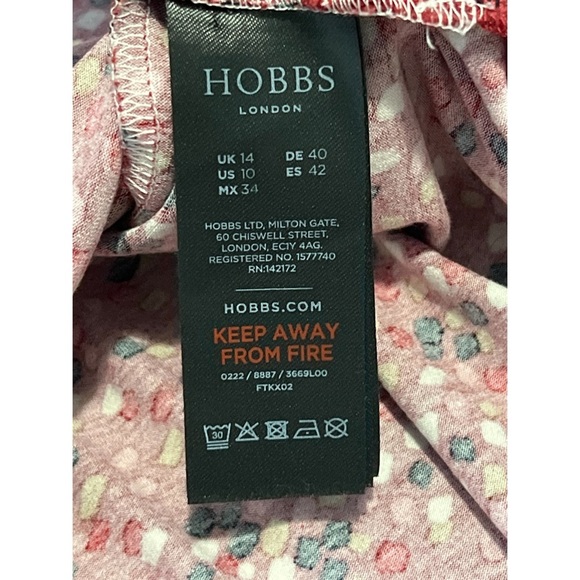 HOBBS
LONDON
UK 14 DE 40
US 10 ES 42
MX 34
HOBBS LTD, MILTON GATE,
60 CHISWELL STREET,
LONDON, EC1Y 4AG.
REGISTERED NO. 1577740
RN:142172
HOBBS.COM
KEEP AWAY
FROM FIRE
0222 / 8887 / 3669L00
FTKX02
30